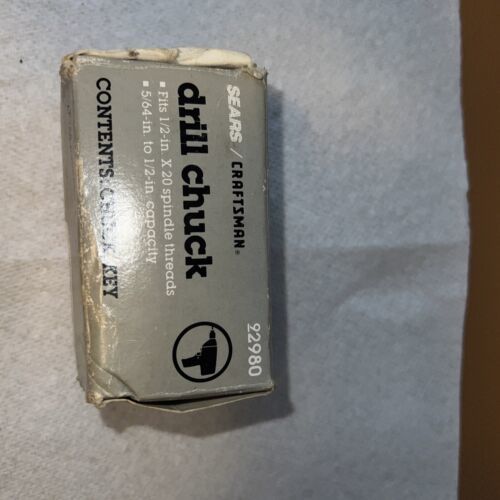 SEARS / CRAFTSMAN®
drill chuck
▪ Fits 1/2-in. X 20 spindle threads
▪ 5/64-in. to 1/2-in. capacity
22980
CONTENTS: CHUCK, KEY